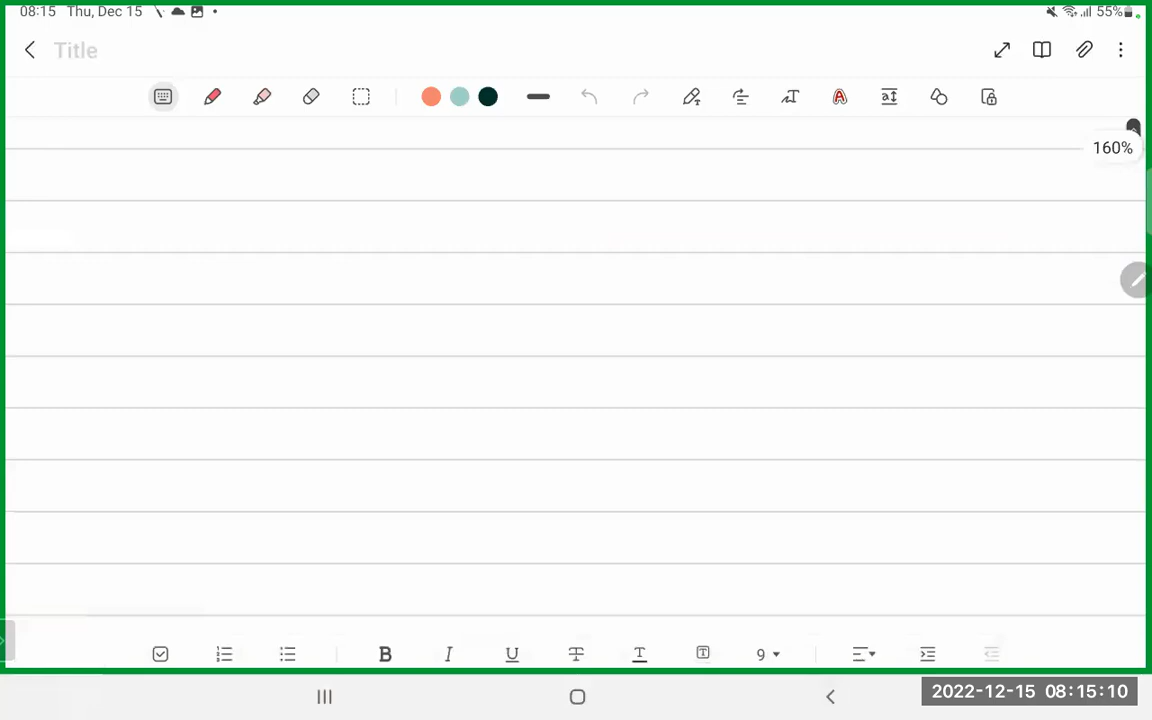 08:15 Thu, Dec 15 55%
Title
160%
B I U T T T 9
2022-12-15 08:15:10